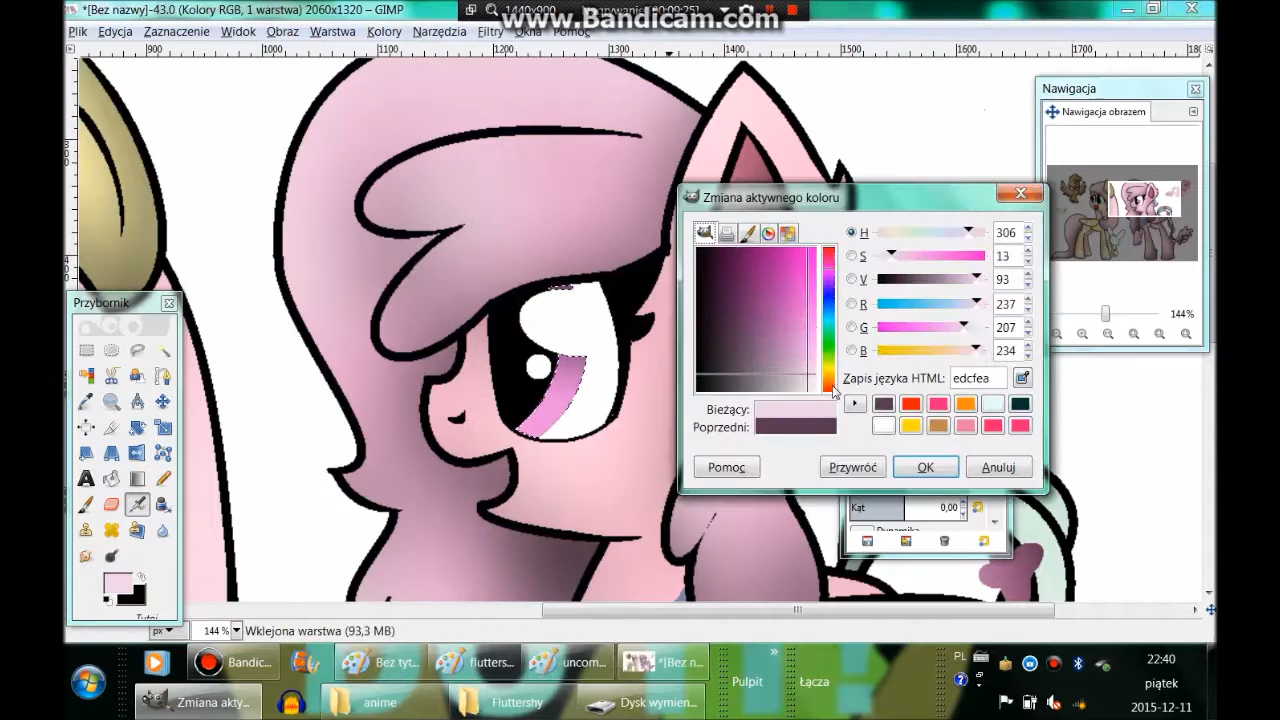 *[Bez nazwy]-43.0 (Kolory RGB, 1 warstwa) 2060x1320 – GIMP
1440x900
www.Bandicam.com
Plik Edycja Zaznaczenie Widok Obraz Warstwa Kolory Narzędzia Filtry Okna Pomoc
900 1000 1100 1200 1300 1400 1500 1600 1700
Nawigacja
Nawigacja obrazem
144%
Przybornik
Zmiana aktywnego koloru
H 306
S 13
V 93
R 237
G 207
B 234
Zapis języka HTML: edcfea
Bieżący:
Poprzedni:
Pomoc Przywróć OK Anuluj
Kąt 0,00
Dynamika
px 144 % Wklejona warstwa (93,3 MB)
Bandic... Bez tyt... flutters... uncom... *[Bez n...
Pulpit Łącza
PL 22:40
piątek
Zmiana akty... anime Fluttershy Dysk wymien...
2015-12-11